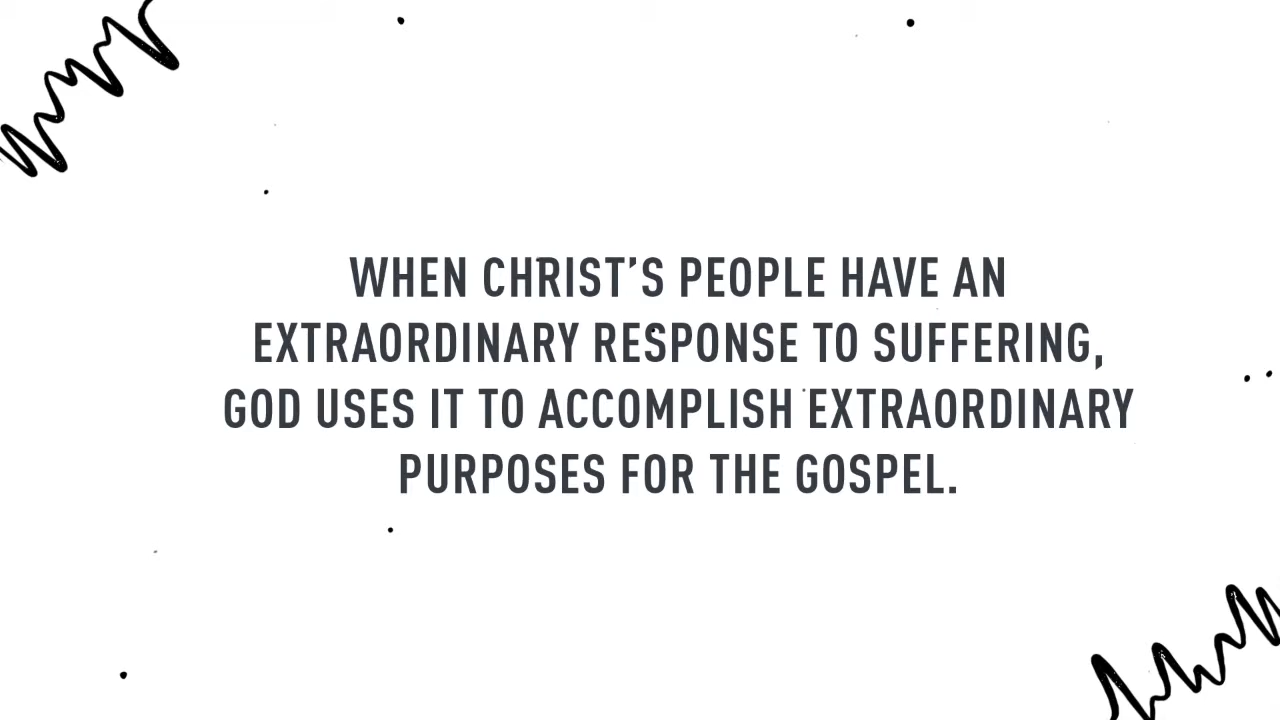 WHEN CHRIST’S PEOPLE HAVE AN
EXTRAORDINARY RESPONSE TO SUFFERING,
GOD USES IT TO ACCOMPLISH EXTRAORDINARY
PURPOSES FOR THE GOSPEL.